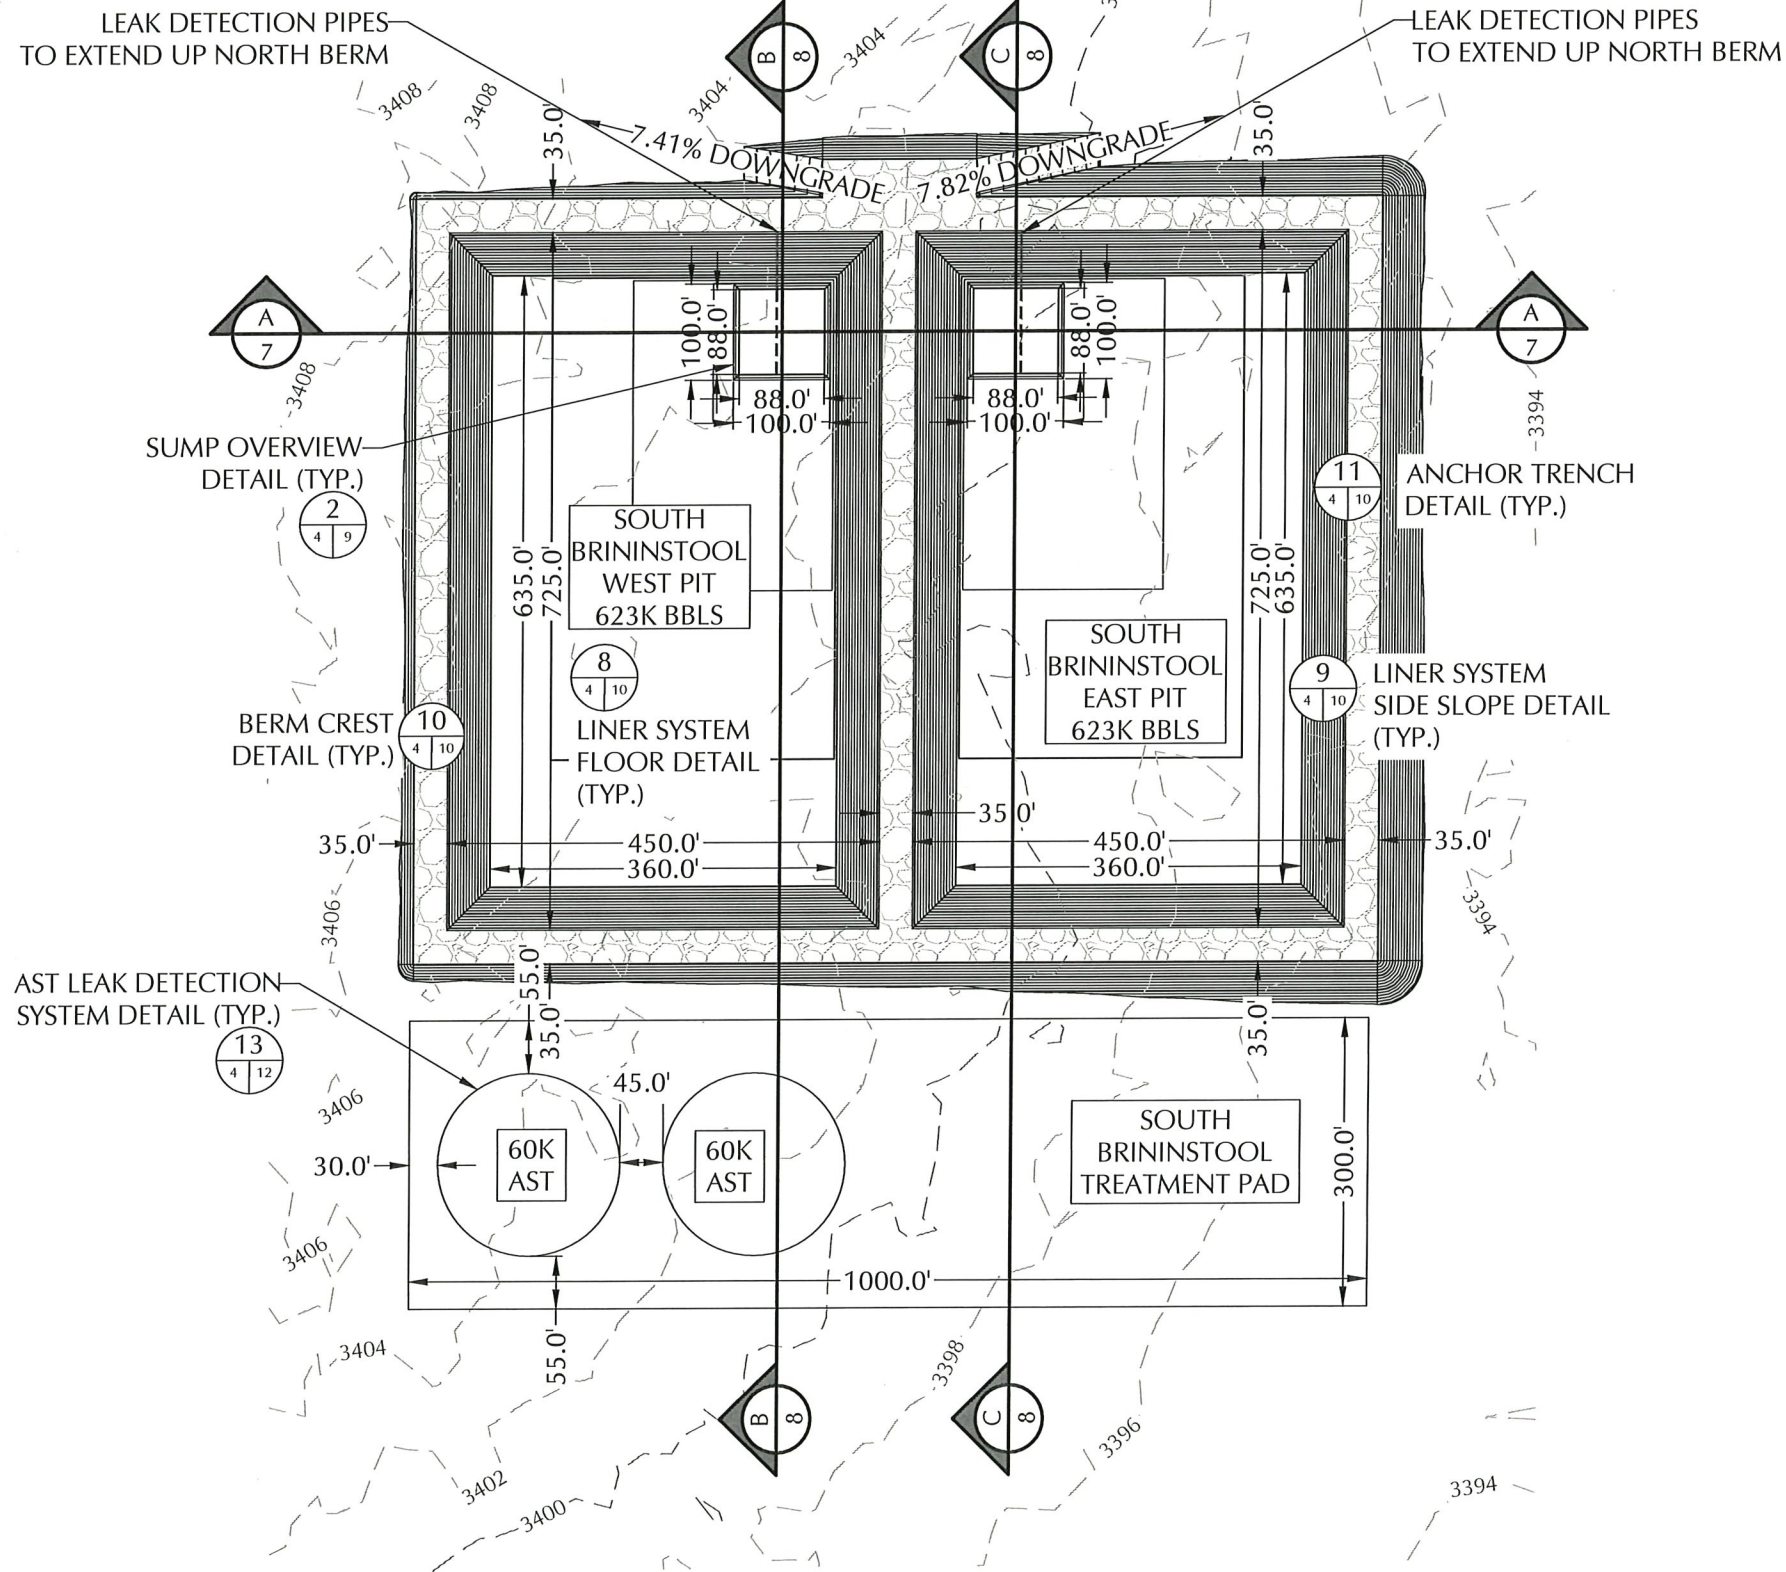 LEAK DETECTION PIPES
TO EXTEND UP NORTH BERM
LEAK DETECTION PIPES
TO EXTEND UP NORTH BERM
B
8
C
8
3404
3404
3408
3408
35.0'
7.41% DOWNGRADE
7.82% DOWNGRADE
35.0'
A
7
A
7
100.0'
88.0'
88.0'
100.0'
88.0'
100.0'
88.0'
100.0'
3408
3394
SUMP OVERVIEW
DETAIL (TYP.)
2
4
9
11
4
10
ANCHOR TRENCH
DETAIL (TYP.)
SOUTH
BRININSTOOL
WEST PIT
623K BBLS
635.0'
725.0'
725.0'
635.0'
SOUTH
BRININSTOOL
EAST PIT
623K BBLS
8
4
10
LINER SYSTEM
FLOOR DETAIL
(TYP.)
9
4
10
LINER SYSTEM
SIDE SLOPE DETAIL
(TYP.)
BERM CREST
DETAIL (TYP.)
10
4
10
35.0'
35.0'
450.0'
360.0'
450.0'
360.0'
35.0'
3406
3394
AST LEAK DETECTION
SYSTEM DETAIL (TYP.)
13
4
12
55.0'
35.0'
35.0'
45.0'
3406
30.0'
60K
AST
60K
AST
SOUTH
BRININSTOOL
TREATMENT PAD
300.0'
3406
1000.0'
55.0'
3404
3398
B
8
C
8
3396
3402
3400
3394